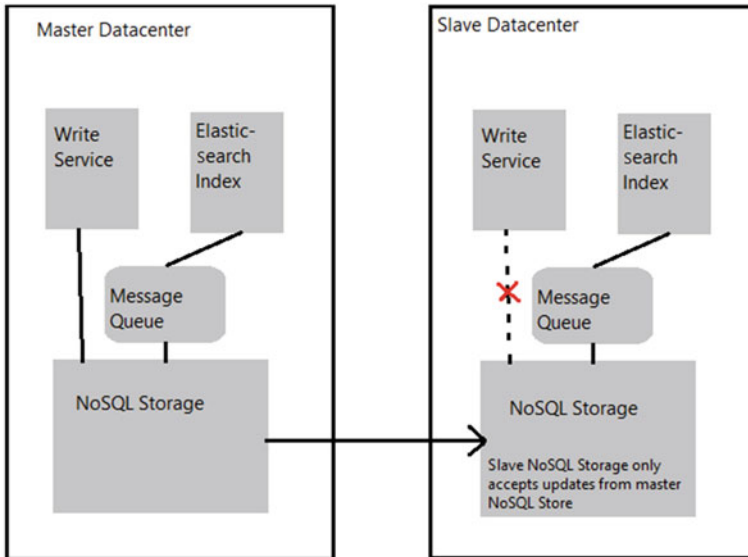 Master Datacenter
Write
Service
Elastic-
search
Index
Message
Queue
NoSQL Storage
Slave Datacenter
Write
Service
Elastic-
search
Index
Message
Queue
NoSQL Storage
Slave NoSQL Storage only
accepts updates from master
NoSQL Store